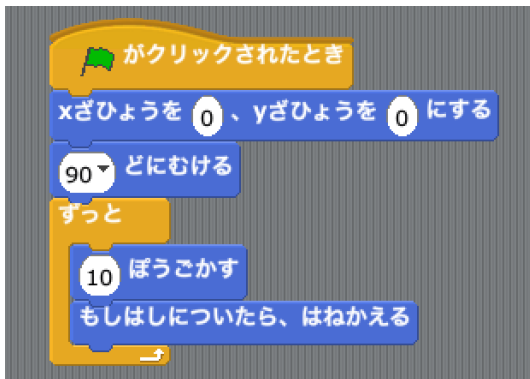 がクリックされたとき
xざひょうを 0 、yざひょうを 0 にする
90 どにむける
ずっと
10 ぽうごかす
もしはしについたら、はねかえる